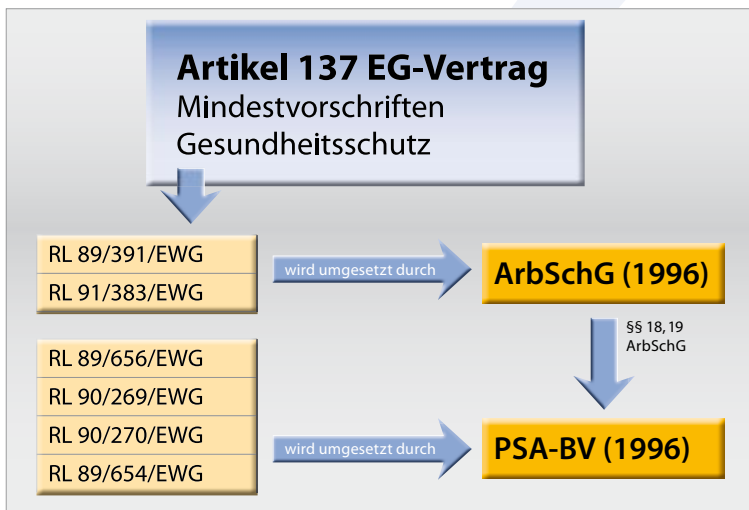 Artikel 137 EG-Vertrag
Mindestvorschriften
Gesundheitsschutz
RL 89/391/EWG
RL 91/383/EWG
wird umgesetzt durch
ArbSchG (1996)
§§ 18, 19
ArbSchG
RL 89/656/EWG
RL 90/269/EWG
RL 90/270/EWG
RL 89/654/EWG
wird umgesetzt durch
PSA-BV (1996)